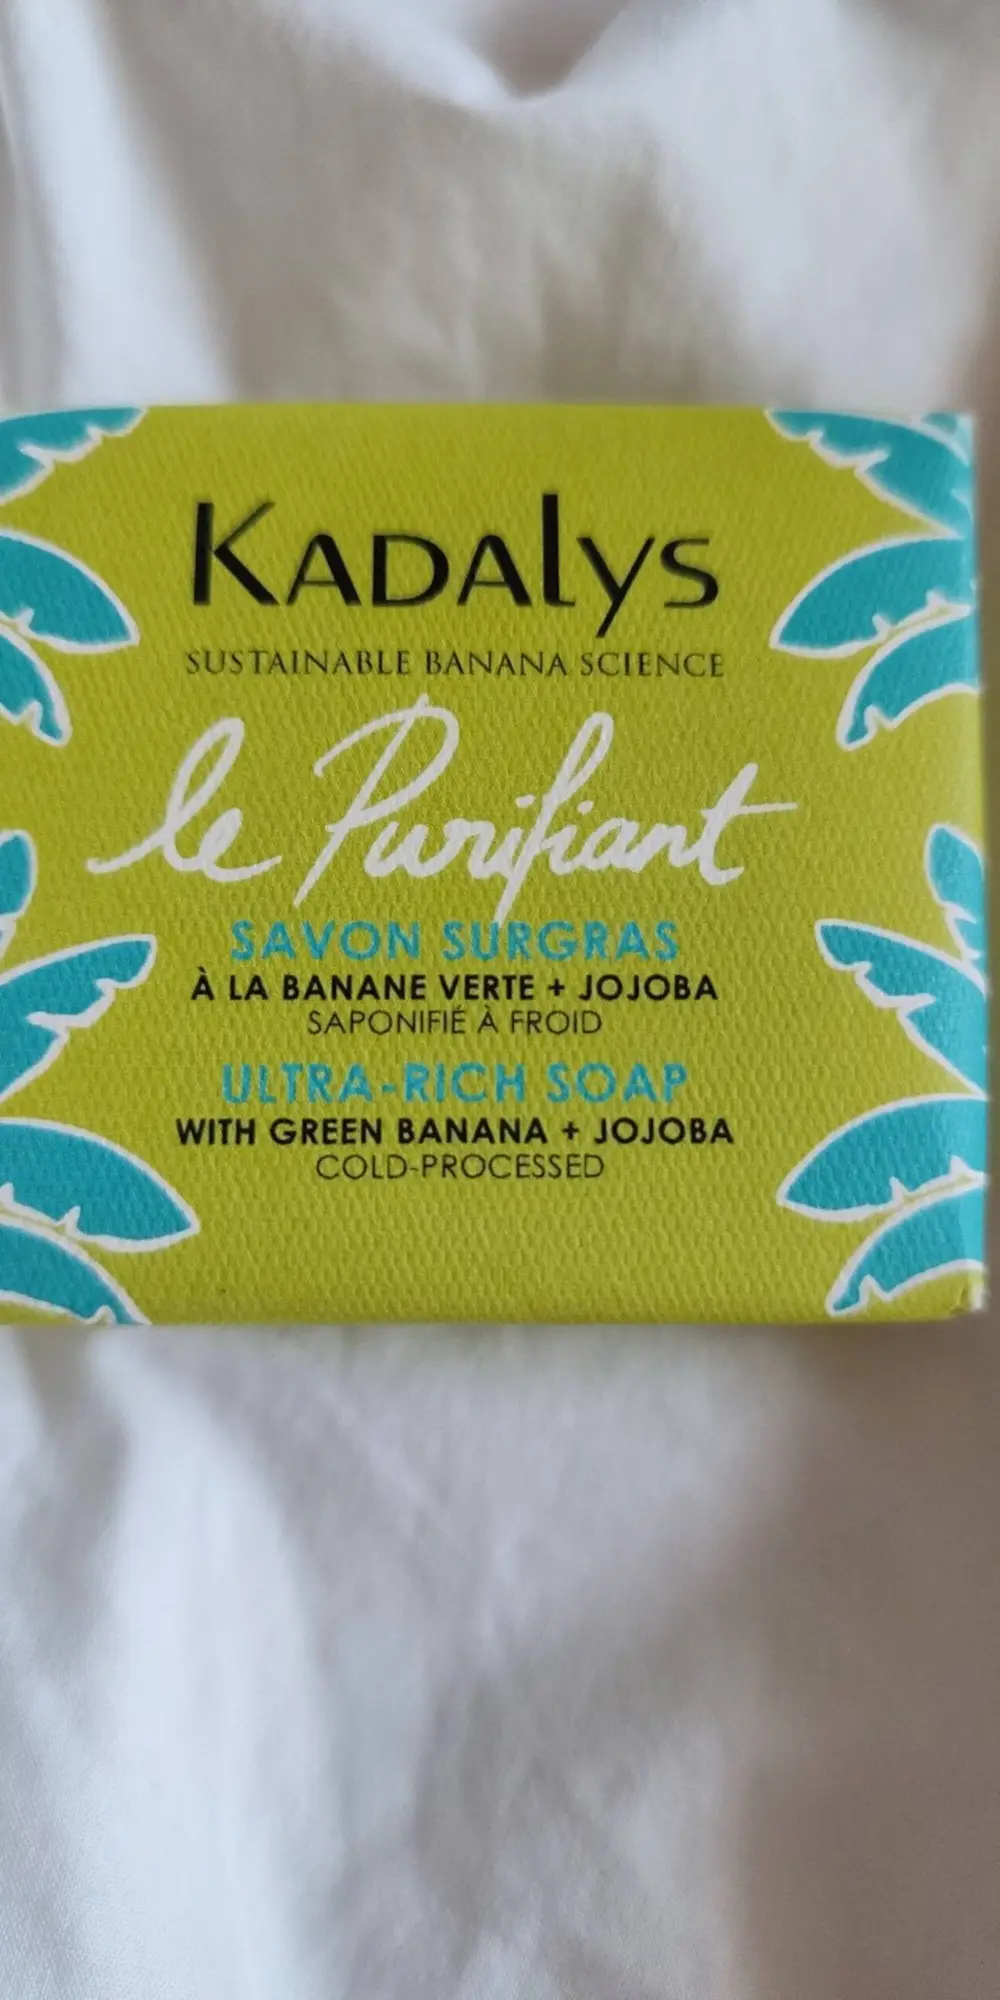 KADALYS
SUSTAINABLE BANANA SCIENCE
le Purifiant
SAVON SURGRAS
À LA BANANE VERTE + JOJOBA
SAPONIFIÉ À FROID
ULTRA-RICH SOAP
WITH GREEN BANANA + JOJOBA
COLD-PROCESSED